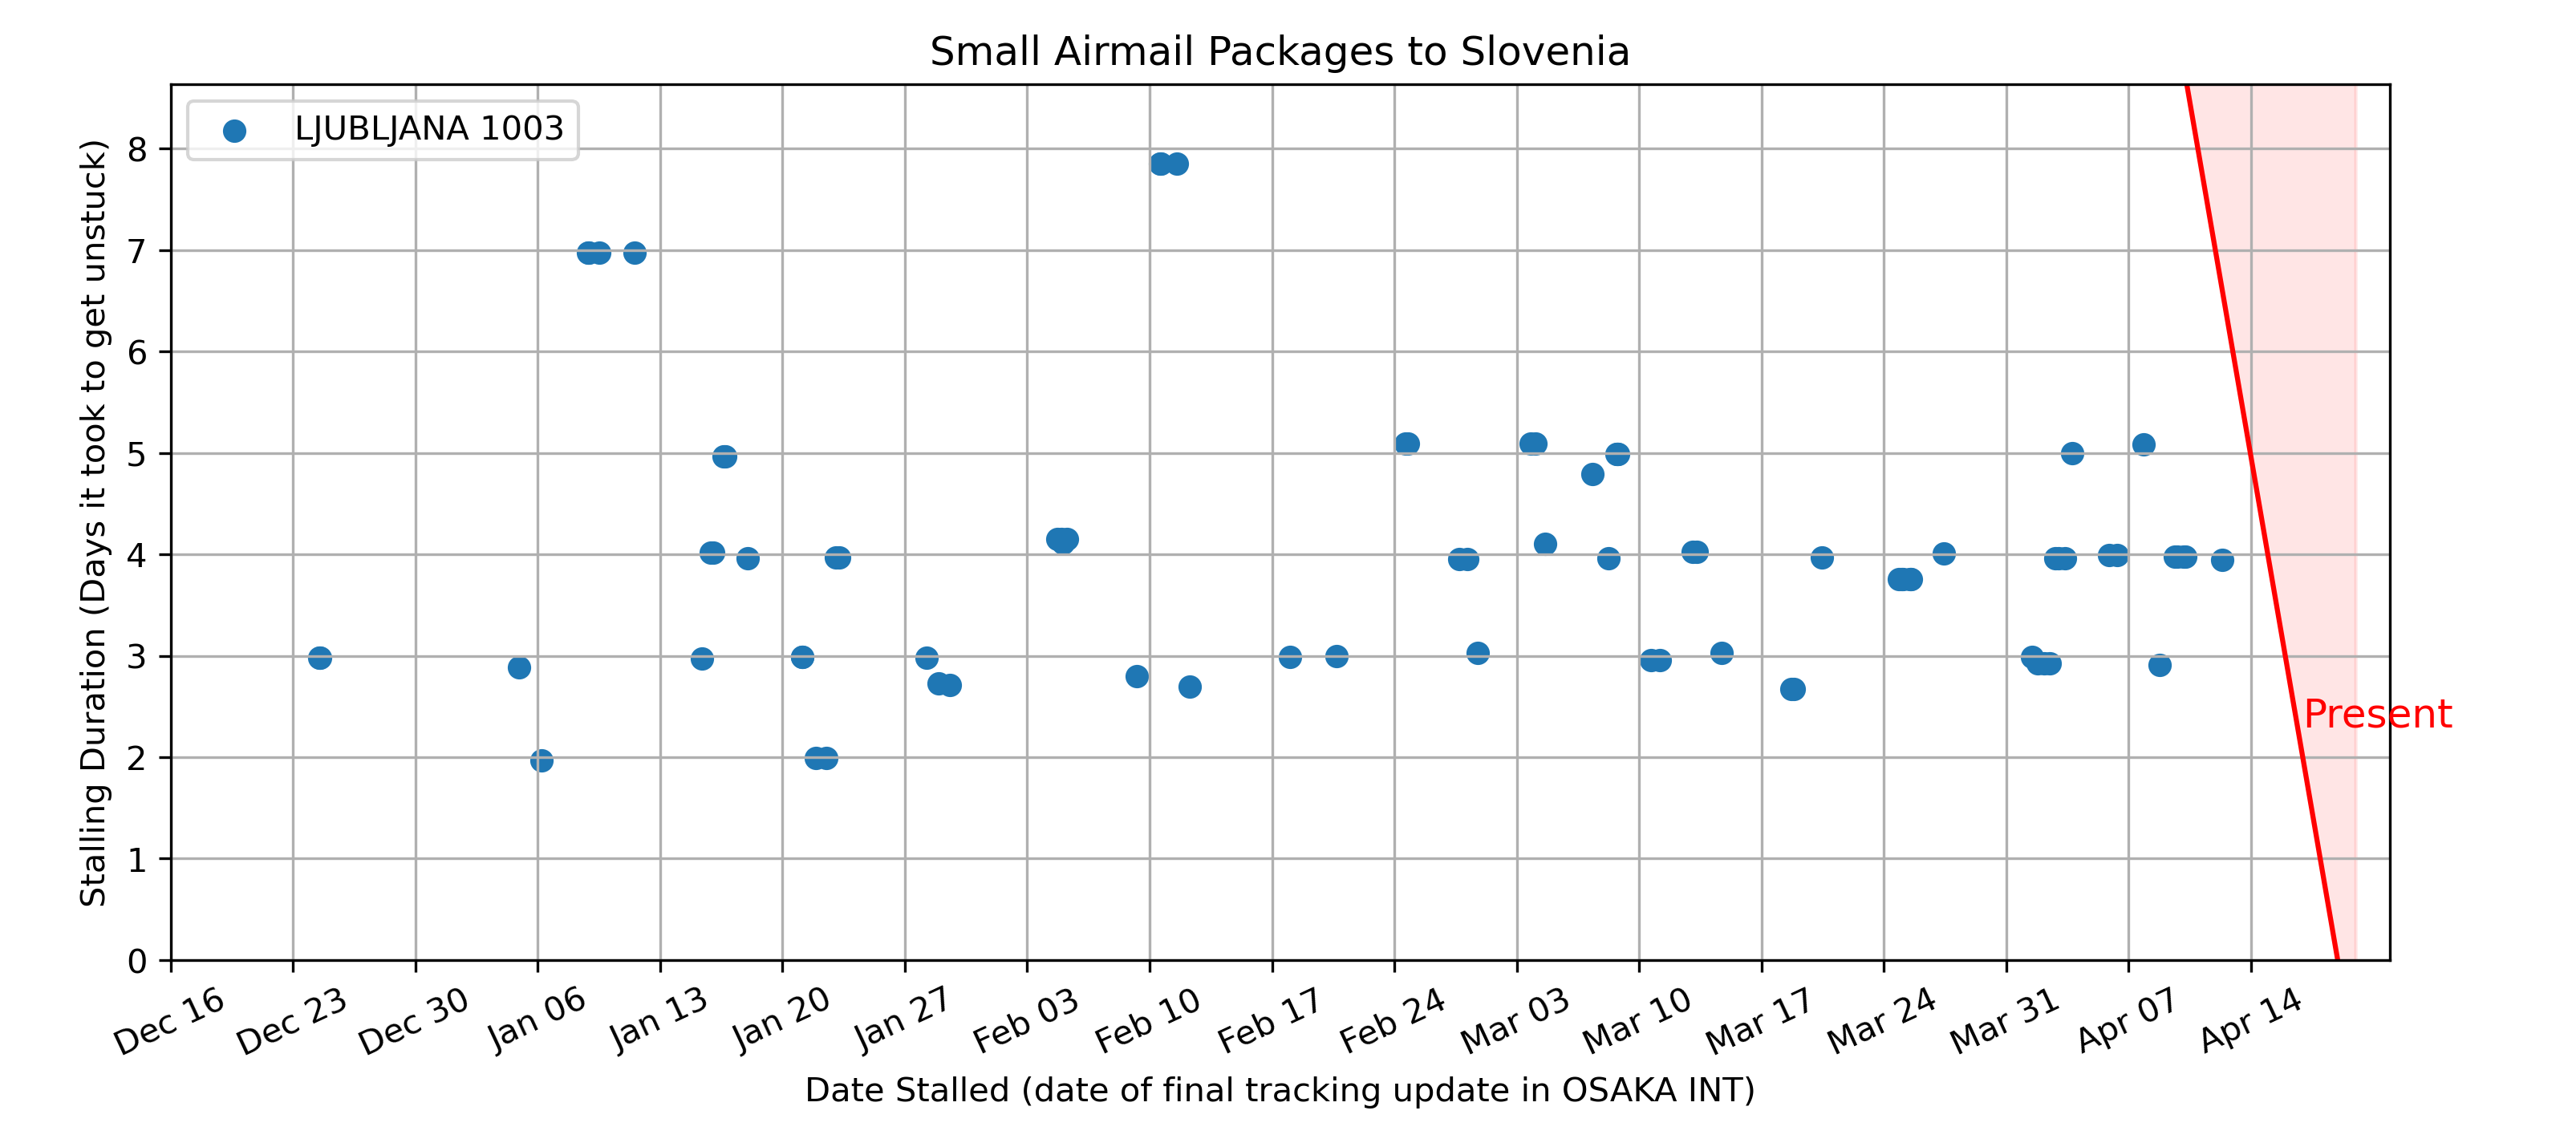 Small Airmail Packages to Slovenia
LJUBLJANA 1003
Stalling Duration (Days it took to get unstuck)
8
7
6
5
4
3
2
1
0
Present
Dec 16 Dec 23 Dec 30 Jan 06 Jan 13 Jan 20 Jan 27 Feb 03 Feb 10 Feb 17 Feb 24 Mar 03 Mar 10 Mar 17 Mar 24 Mar 31 Apr 07 Apr 14
Date Stalled (date of final tracking update in OSAKA INT)